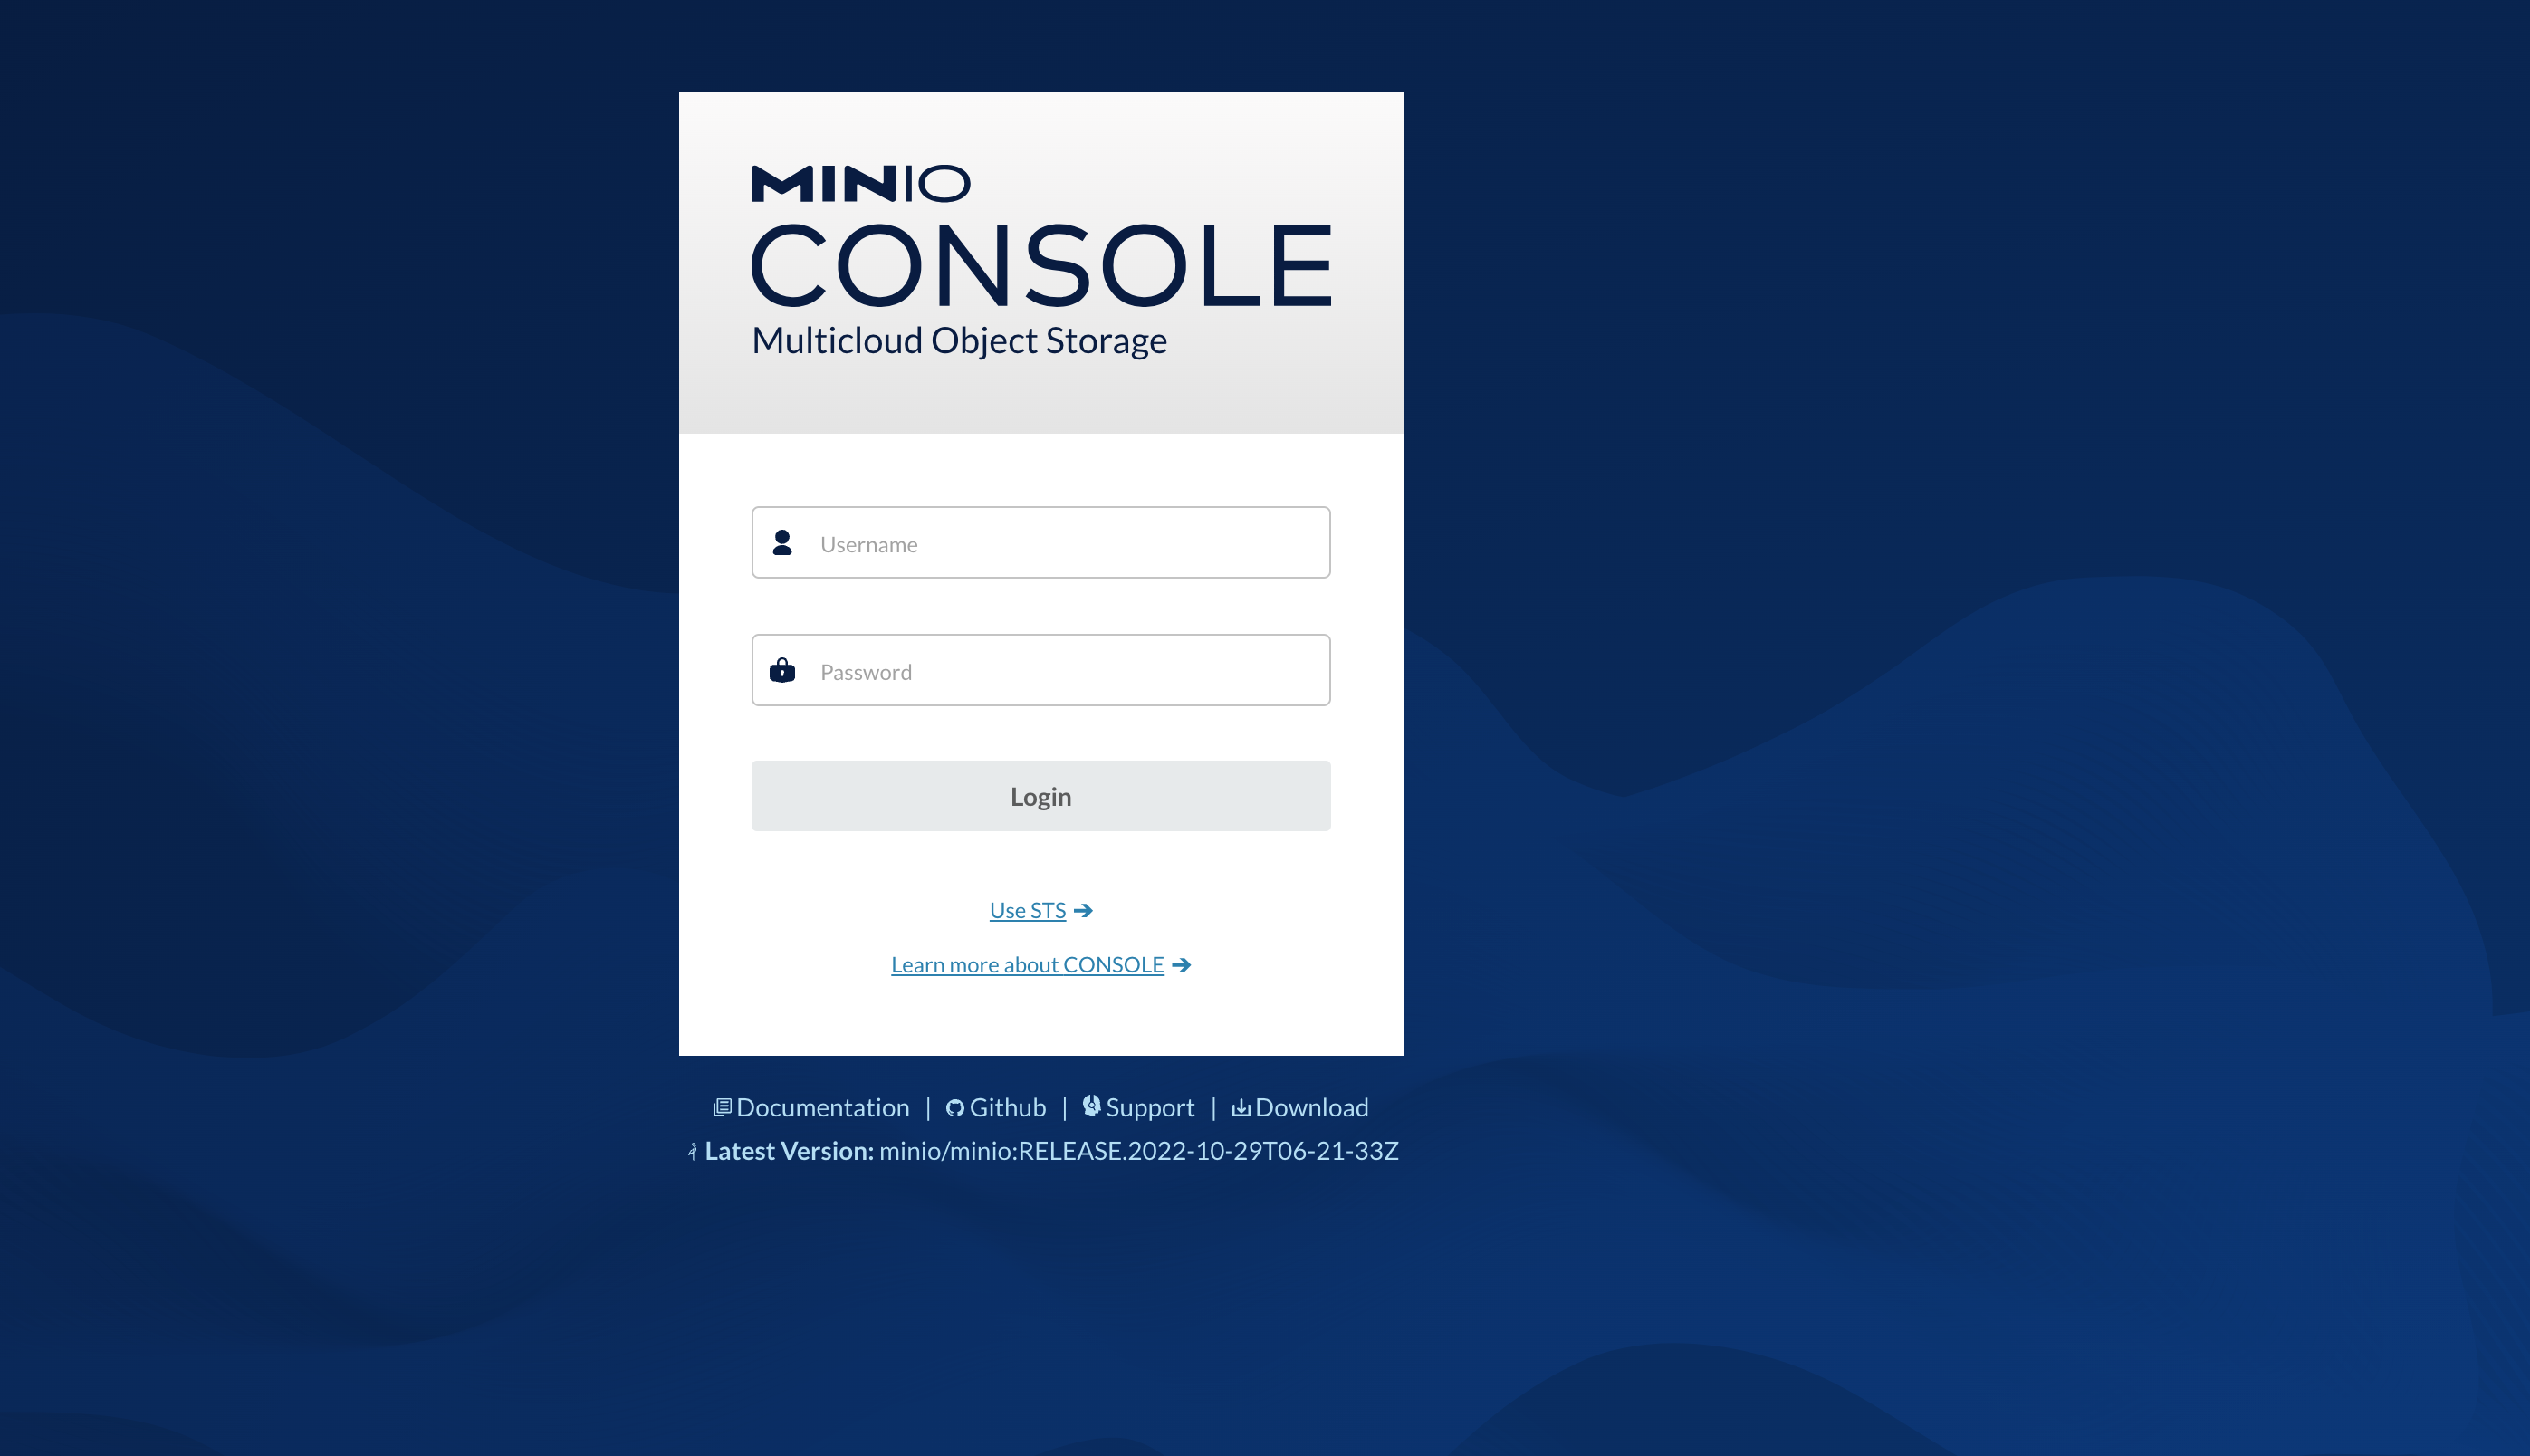 MINIO
CONSOLE
Multicloud Object Storage
Username
Password
Login
Use STS
Learn more about CONSOLE
Documentation | Github | Support | Download
Latest Version: minio/minio:RELEASE.2022-10-29T06-21-33Z